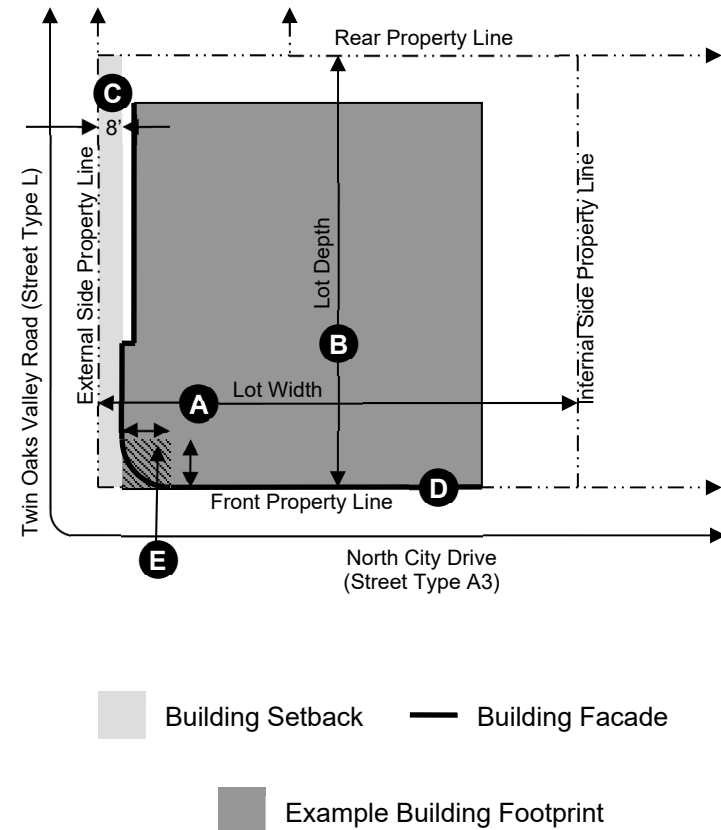 Rear Property Line
C
8'
Twin Oaks Valley Road (Street Type L)
External Side Property Line
Lot Depth
Internal Side Property Line
B
A
Lot Width
Front Property Line
D
E
North City Drive
(Street Type A3)
Building Setback
Building Facade
Example Building Footprint